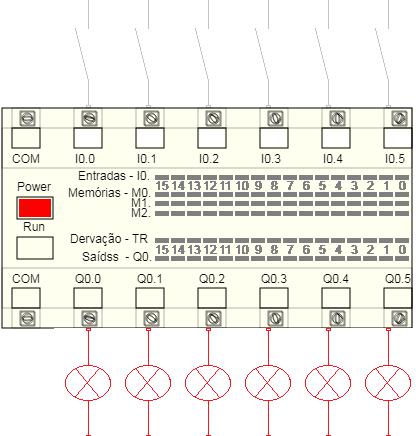 COM I0.0 I0.1 I0.2 I0.3 I0.4 I0.5
Entradas - I0.
Power
15 14 13 12 11 10 9 8 7 6 5 4 3 2 1 0
Memórias - M0.
M1.
M2.
Run
Dervação - TR
15 14 13 12 11 10 9 8 7 6 5 4 3 2 1 0
Saídss - Q0.
COM Q0.0 Q0.1 Q0.2 Q0.3 Q0.4 Q0.5